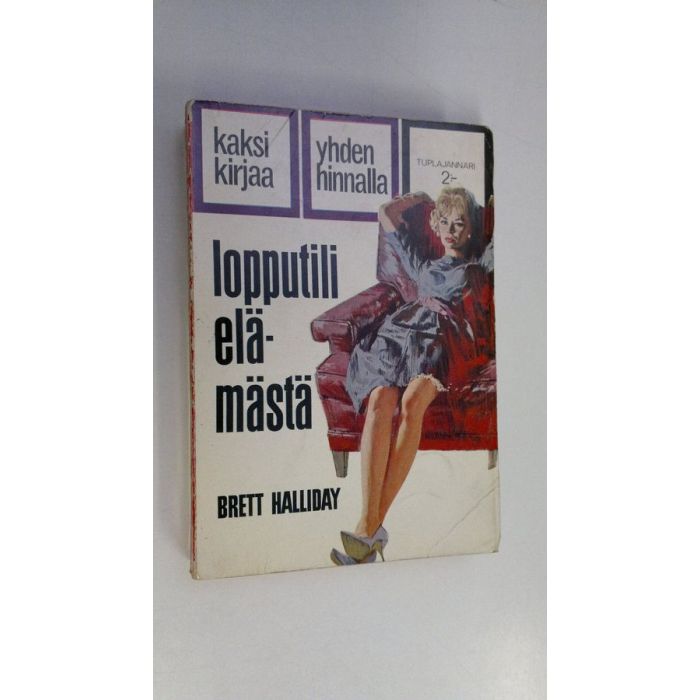 kaksi
kirjaa
yhden
hinnalla
TUPLAJÄNNÄRI
2:-
lopputili
elä-
mästä
BRETT HALLIDAY